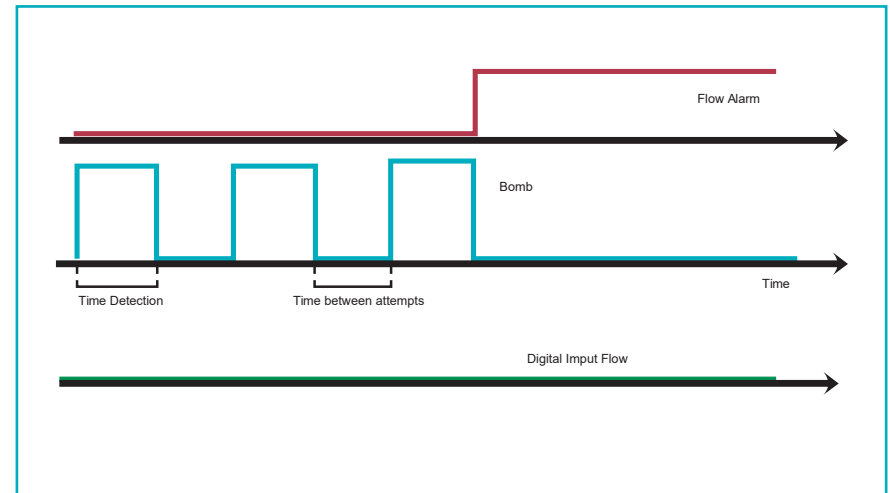 Flow Alarm
Bomb
Time
Time Detection
Time between attempts
Digital Imput Flow